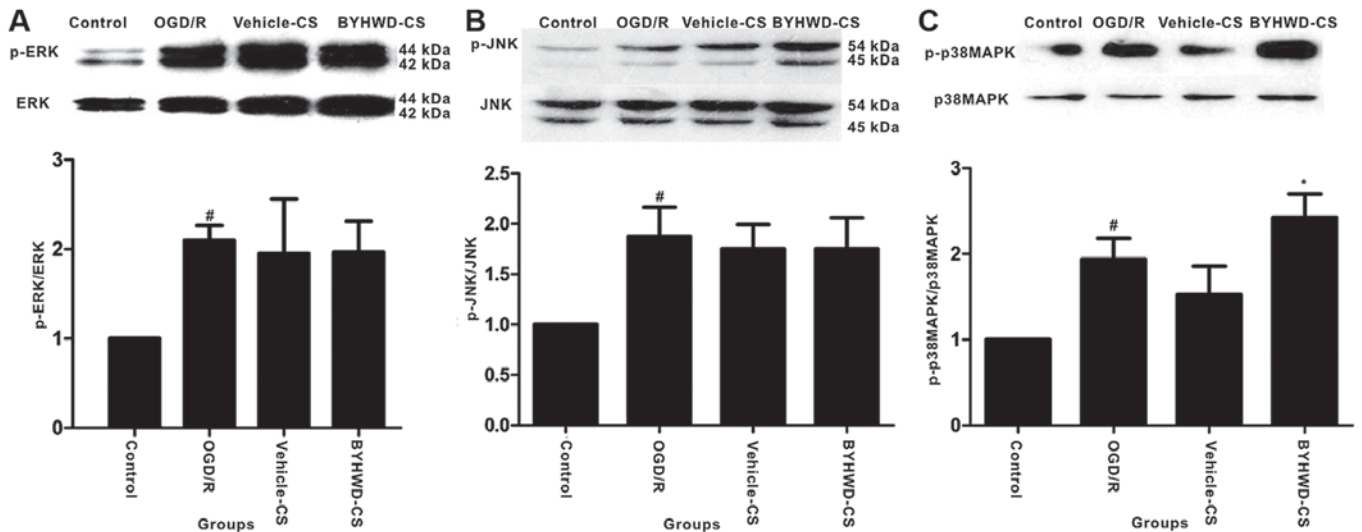 A
Control OGD/R Vehicle-CS BYHWD-CS
p-ERK
44 kDa
42 kDa
ERK
44 kDa
42 kDa
3
2
1
0
p-ERK/ERK
#
Control
OGD/R
Vehicle-CS
BYHWD-CS
Groups
B
Control OGD/R Vehicle-CS BYHWD-CS
p-JNK
54 kDa
45 kDa
JNK
54 kDa
45 kDa
2.5
2.0
1.5
1.0
0.5
0.0
p-JNK/JNK
#
Control
OGD/R
Vehicle-CS
BYHWD-CS
Groups
C
Control OGD/R Vehicle-CS BYHWD-CS
p-p38MAPK
p38MAPK
3
2
1
0
p-p38MAPK/p38MAPK
#
*
Control
OGD/R
Vehicle-CS
BYHWD-CS
Groups